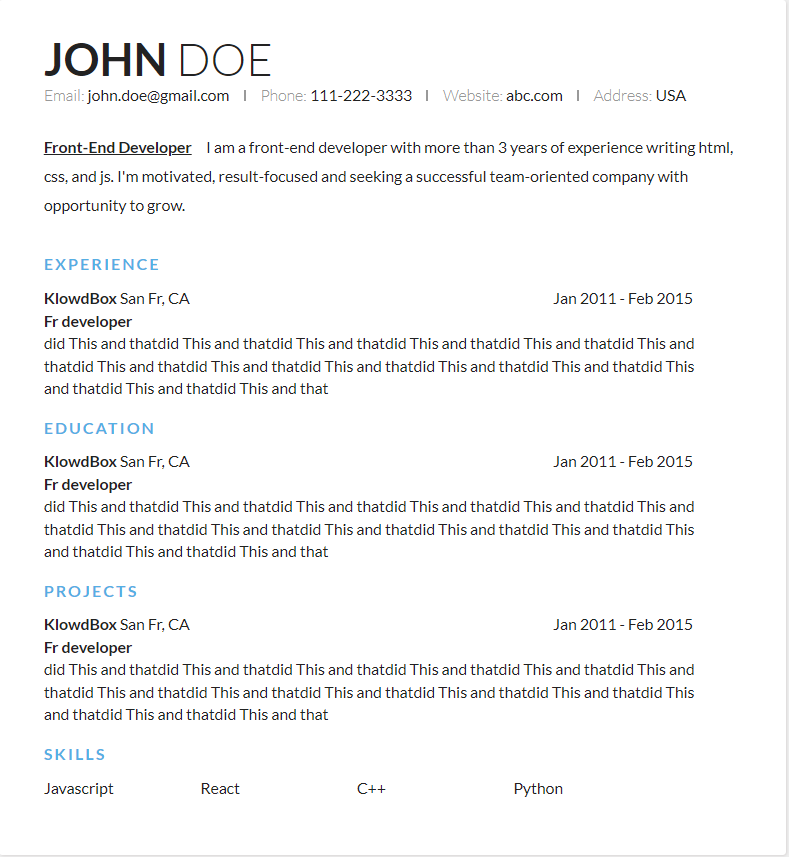 JOHN DOE
Email: john.doe@gmail.com | Phone: 111-222-3333 | Website: abc.com | Address: USA
Front-End Developer I am a front-end developer with more than 3 years of experience writing html,
css, and js. I'm motivated, result-focused and seeking a successful team-oriented company with
opportunity to grow.
EXPERIENCE
KlowdBox San Fr, CA Jan 2011 - Feb 2015
Fr developer
did This and thatdid This and thatdid This and thatdid This and thatdid This and thatdid This and
thatdid This and thatdid This and thatdid This and thatdid This and thatdid This and thatdid This
and thatdid This and thatdid This and that
EDUCATION
KlowdBox San Fr, CA Jan 2011 - Feb 2015
Fr developer
did This and thatdid This and thatdid This and thatdid This and thatdid This and thatdid This and
thatdid This and thatdid This and thatdid This and thatdid This and thatdid This and thatdid This
and thatdid This and thatdid This and that
PROJECTS
KlowdBox San Fr, CA Jan 2011 - Feb 2015
Fr developer
did This and thatdid This and thatdid This and thatdid This and thatdid This and thatdid This and
thatdid This and thatdid This and thatdid This and thatdid This and thatdid This and thatdid This
and thatdid This and thatdid This and that
SKILLS
Javascript React C++ Python